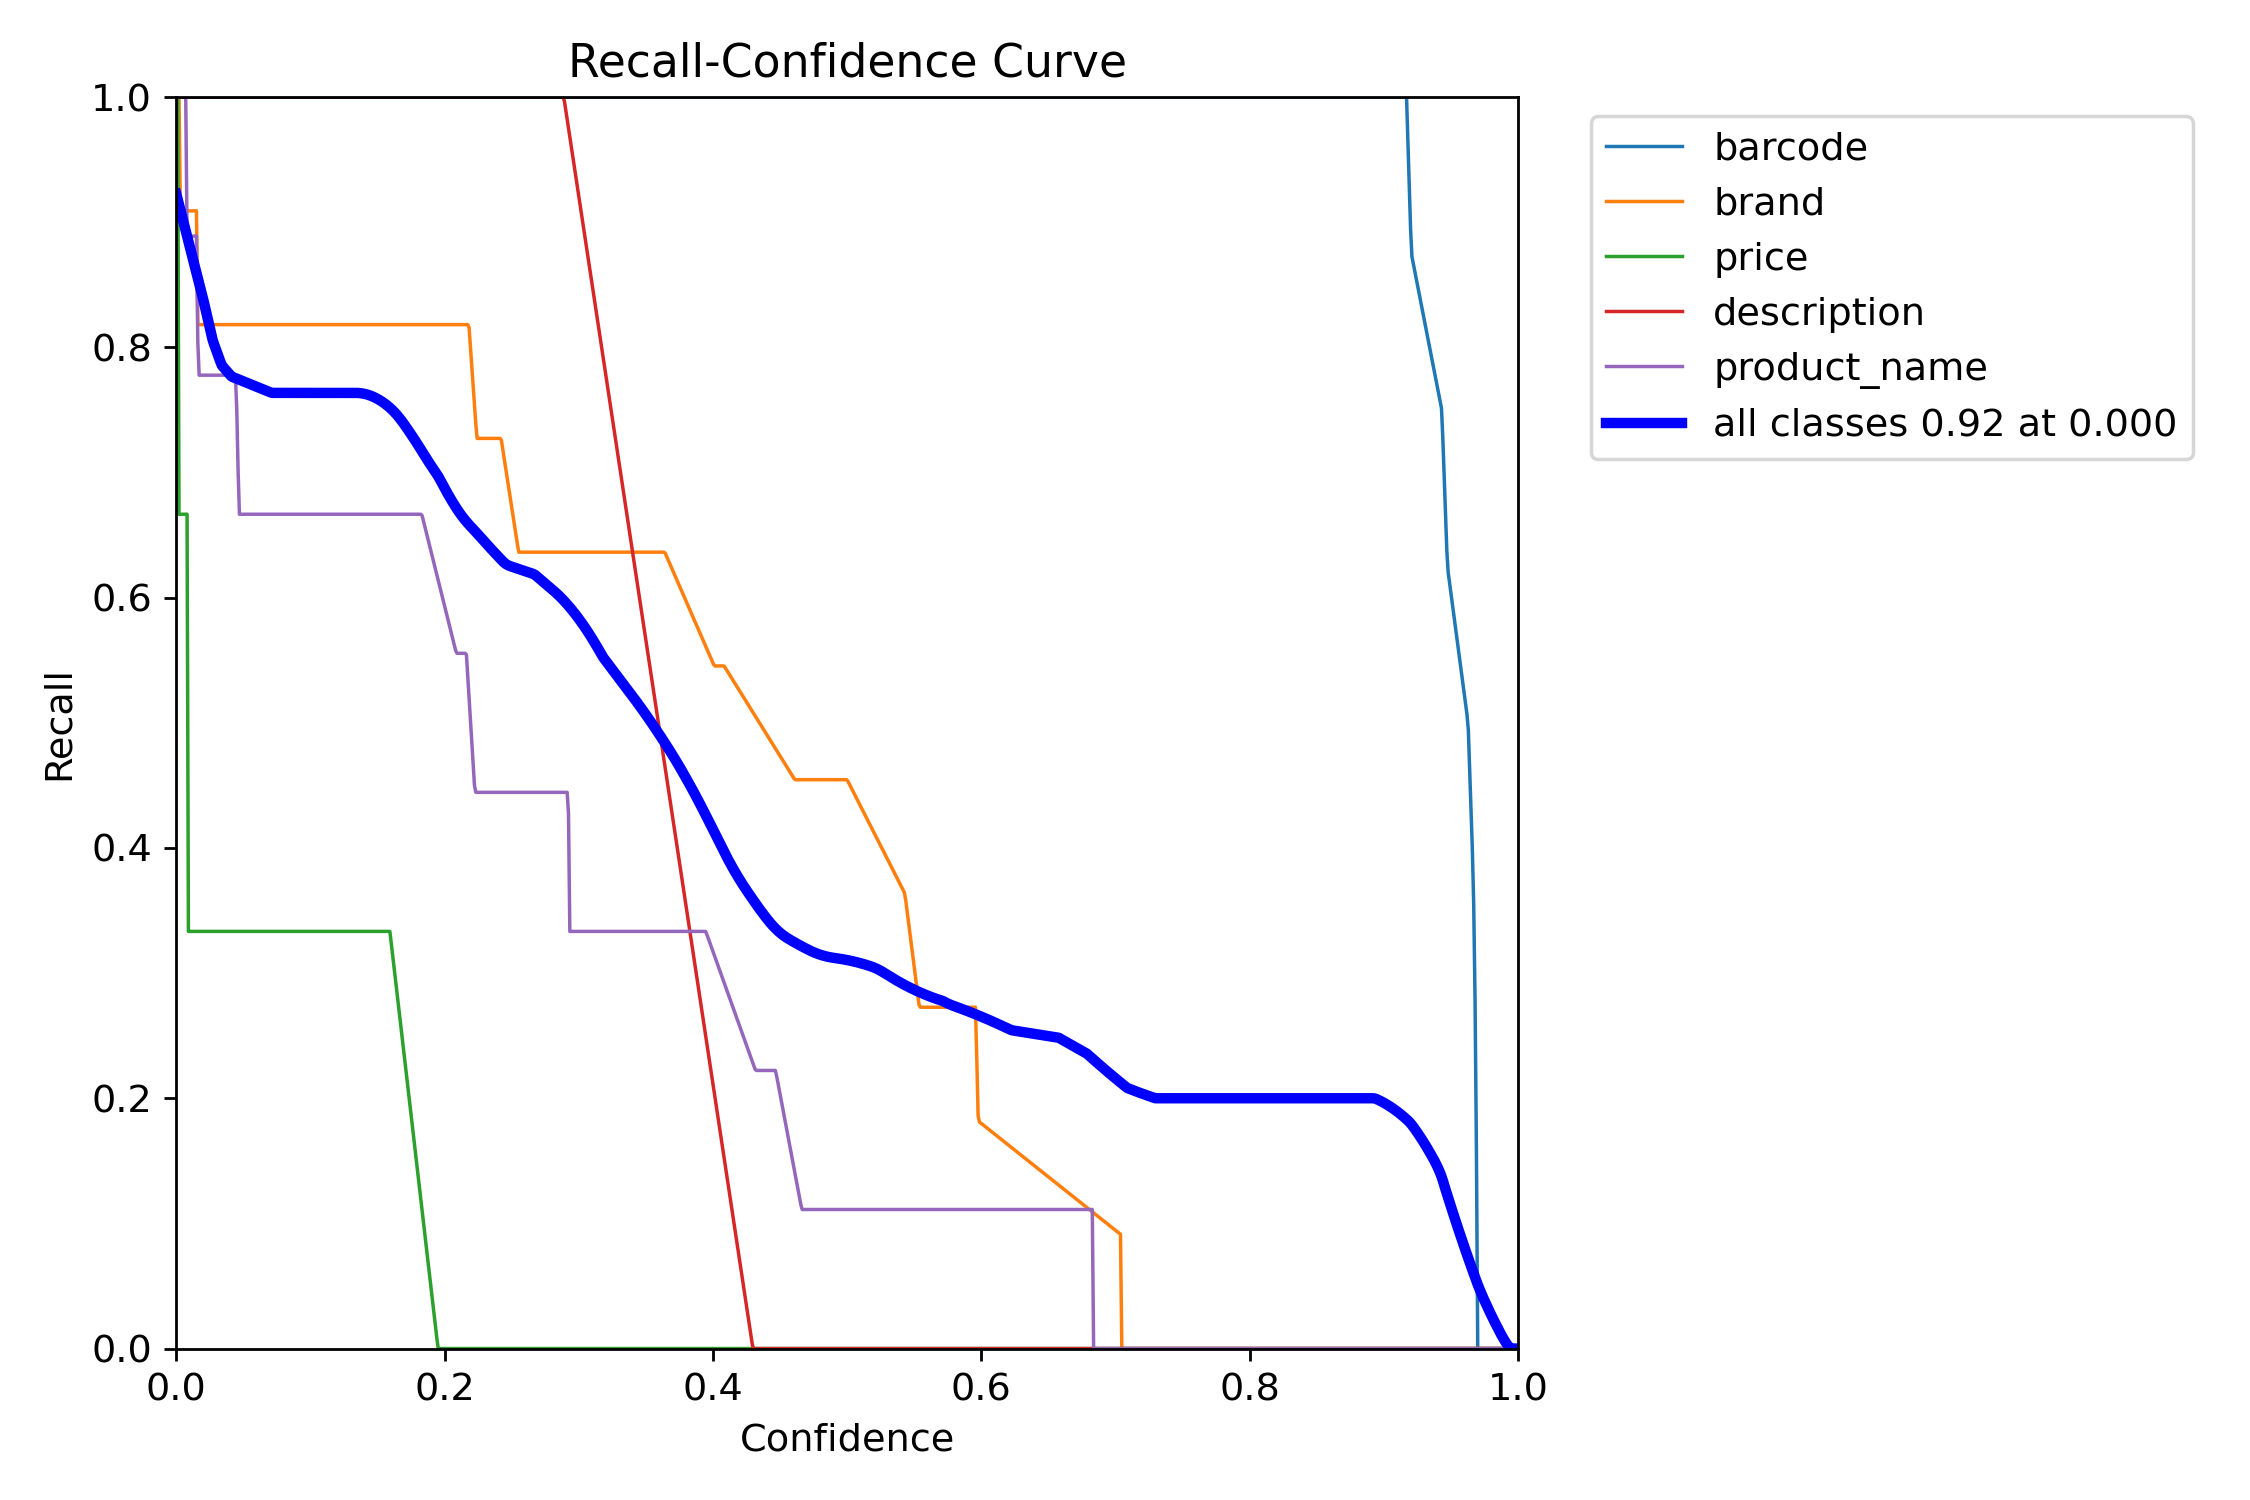 Recall-Confidence Curve
1.0
0.8
0.6
0.4
0.2
0.0
Recall
0.0 0.2 0.4 0.6 0.8 1.0
Confidence
barcode
brand
price
description
product_name
all classes 0.92 at 0.000